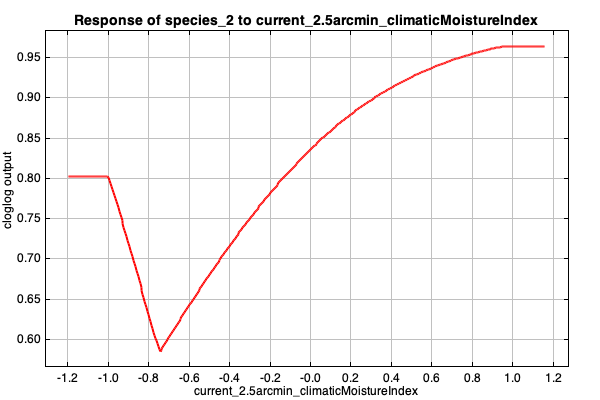 Response of species_2 to current_2.5arcmin_climaticMoistureIndex
0.95
0.90
0.85
0.80
0.75
0.70
0.65
0.60
cloglog output
-1.2 -1.0 -0.8 -0.6 -0.4 -0.2 -0.0 0.2 0.4 0.6 0.8 1.0 1.2
current_2.5arcmin_climaticMoistureIndex